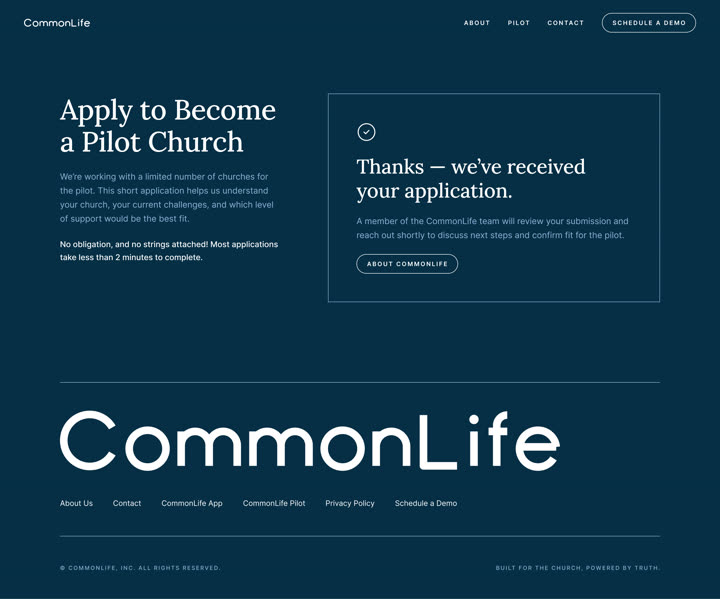 CommonLife
ABOUT
PILOT
CONTACT
SCHEDULE A DEMO
Apply to Become
a Pilot Church
We're working with a limited number of churches for
the pilot. This short application helps us understand
your church, your current challenges, and which level
of support would be the best fit.
No obligation, and no strings attached! Most applications
take less than 2 minutes to complete.
Thanks — we've received
your application.
A member of the CommonLife team will review your submission and
reach out shortly to discuss next steps and confirm fit for the pilot.
ABOUT COMMONLIFE
CommonLife
About Us
Contact
CommonLife App
CommonLife Pilot
Privacy Policy
Schedule a Demo
© COMMONLIFE, INC. ALL RIGHTS RESERVED.
BUILT FOR THE CHURCH, POWERED BY TRUTH.